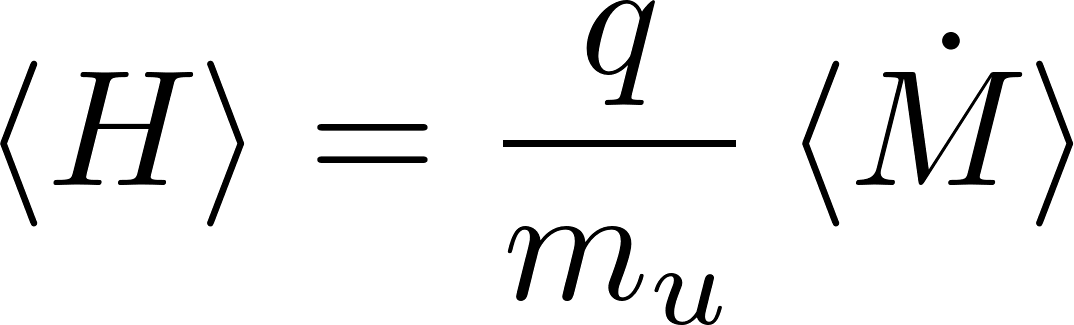 ⟨H⟩ = q/m_u ⟨Ṁ⟩